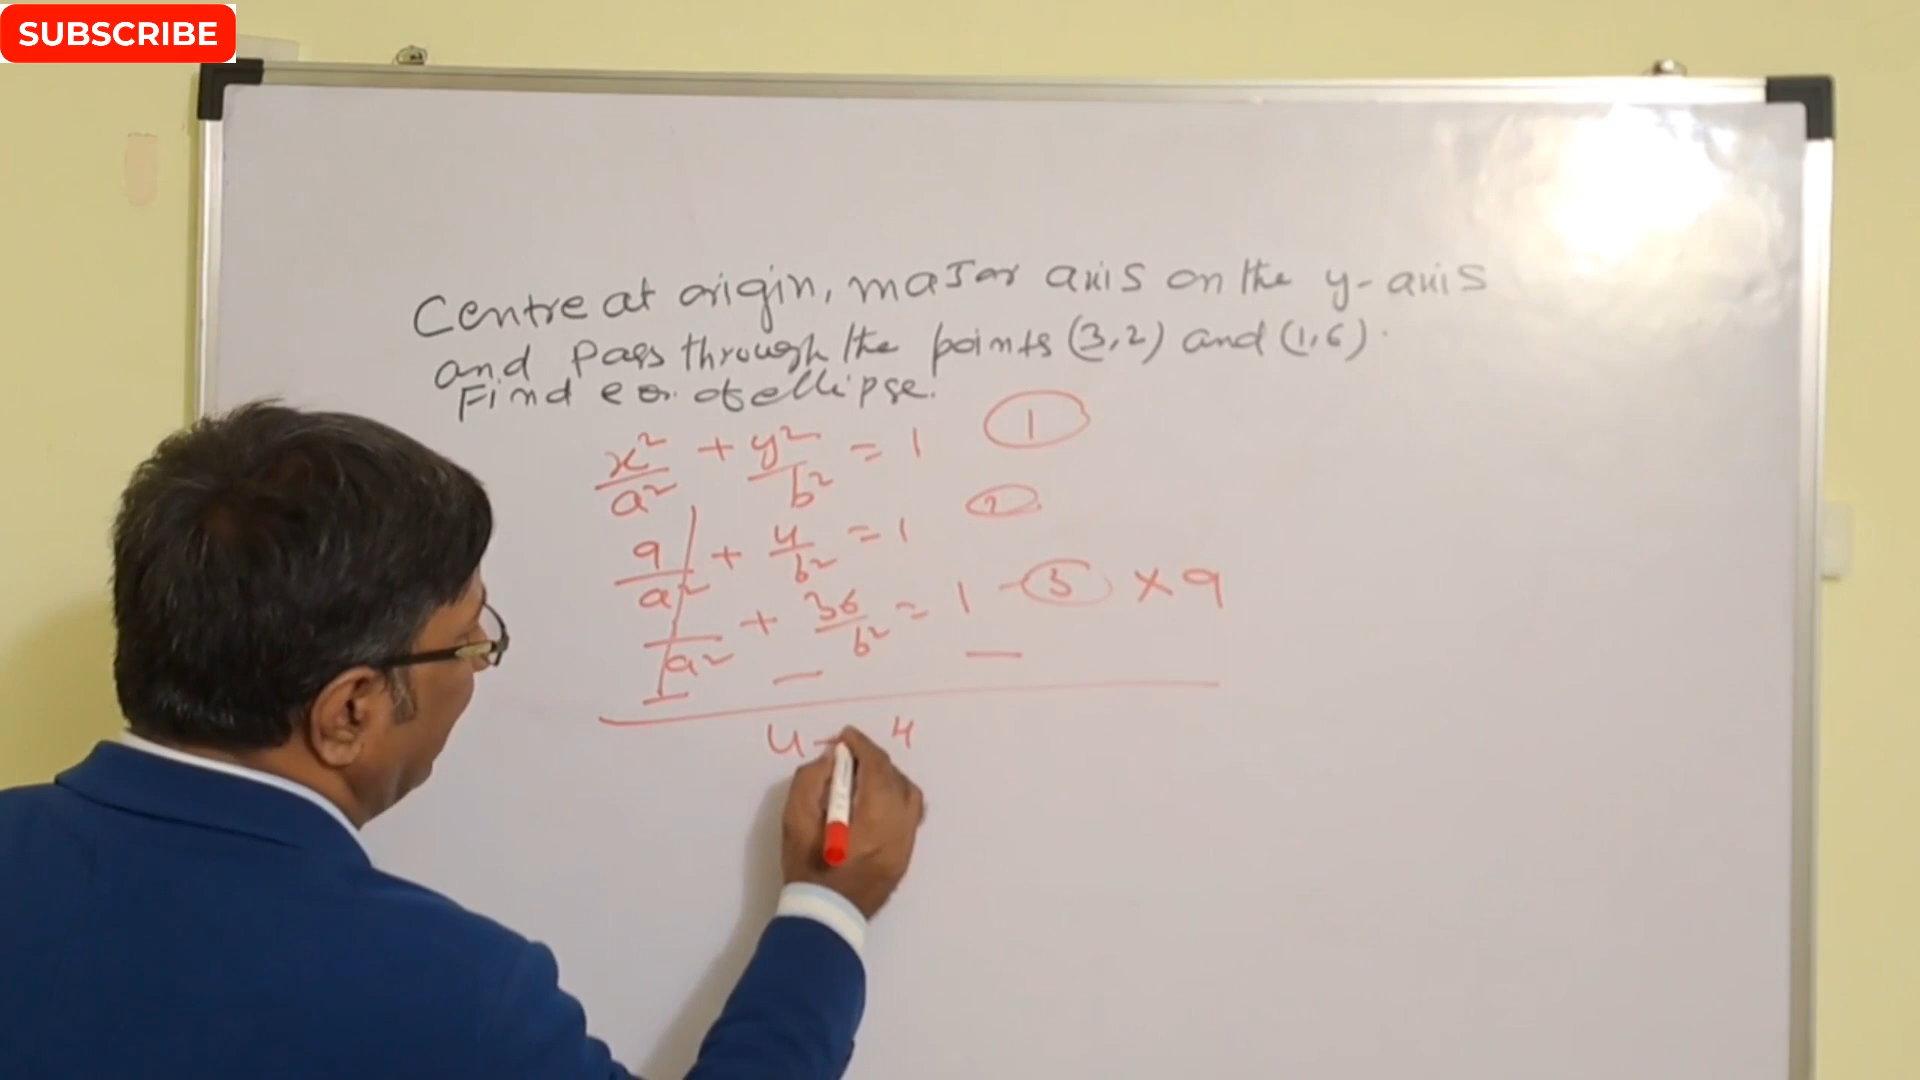 SUBSCRIBE
Centre at origin, major axis on the y-axis
and pass through the points (3,2) and (1,6).
Find eq. of ellipse.
x²/a² + y²/b² = 1 ①
9/a² + 4/b² = 1 ②
1/a² + 36/b² = 1 - ③ × 9
— — —
4 - 4